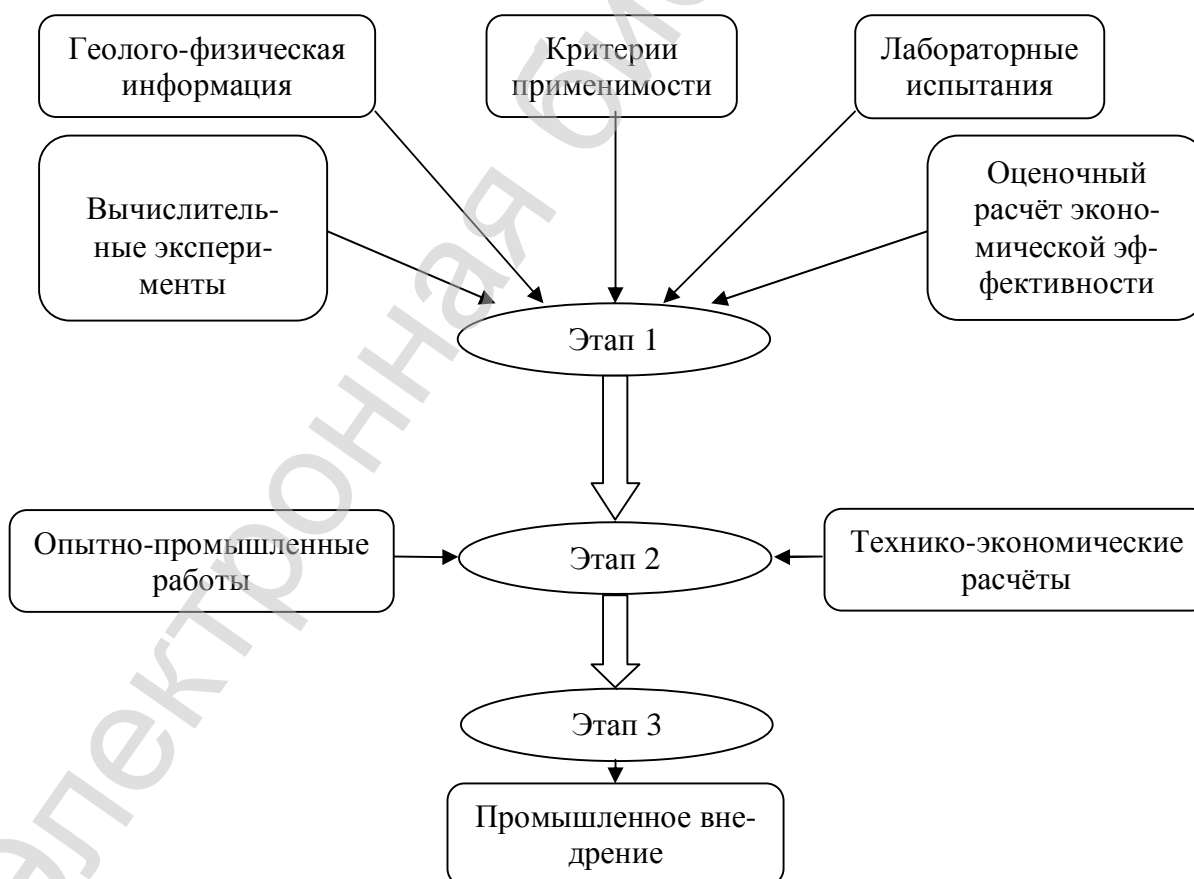 Геолого-физическая
информация
Критерии
применимости
Лабораторные
испытания
Вычислитель-
ные экспери-
менты
Оценочный
расчёт эконо-
мической эф-
фективности
Этап 1
Опытно-промышленные
работы
Этап 2
Технико-экономические
расчёты
Этап 3
Промышленное вне-
дрение
электронная